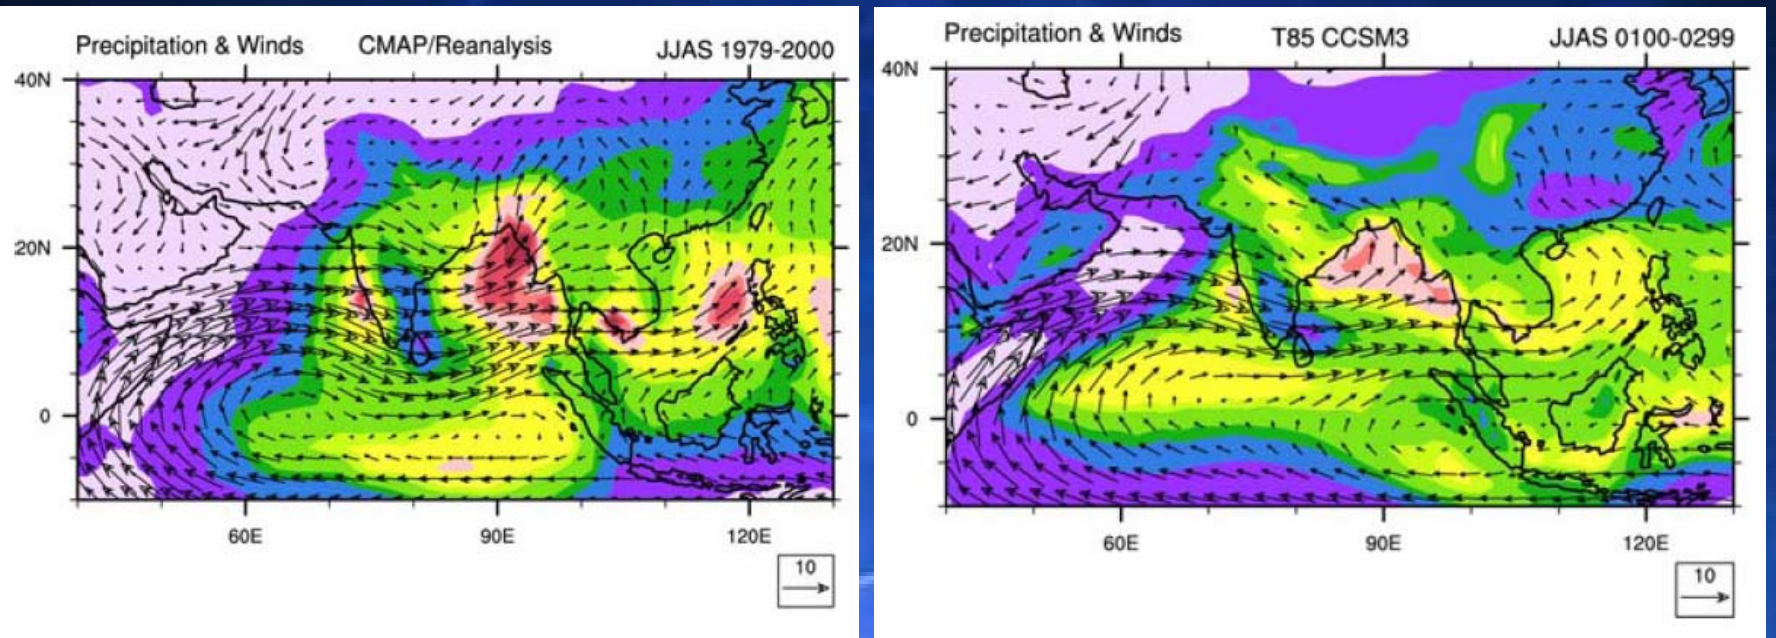 Precipitation & Winds CMAP/Reanalysis JJAS 1979-2000
40N
20N
0
60E 90E 120E
10
Precipitation & Winds T85 CCSM3 JJAS 0100-0299
40N
20N
0
60E 90E 120E
10